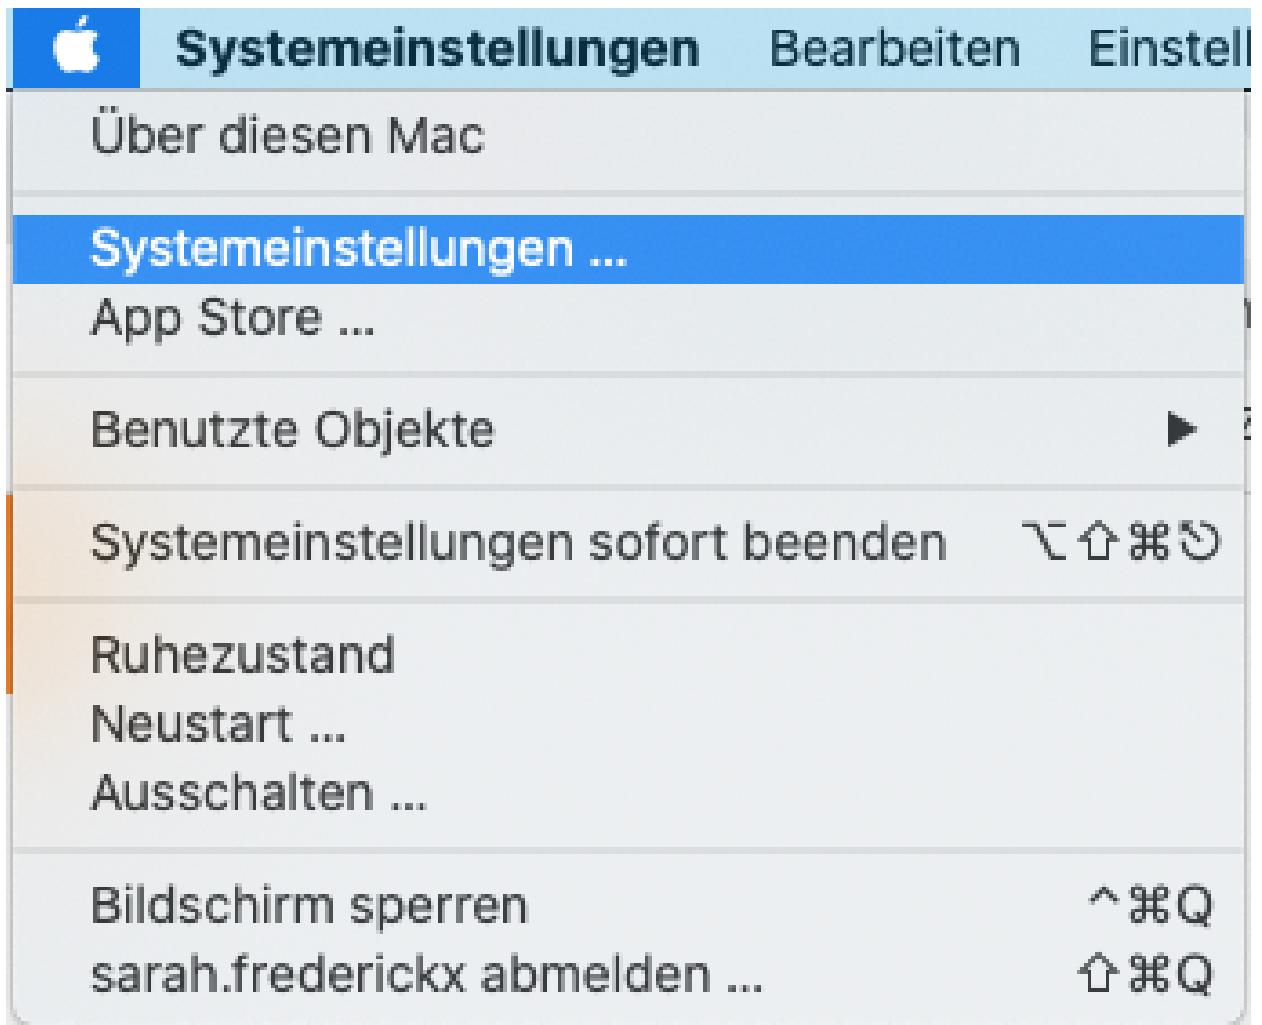 Systemeinstellungen Bearbeiten Einstell
Über diesen Mac
Systemeinstellungen ...
App Store ...
Benutzte Objekte ▶
Systemeinstellungen sofort beenden ⌥⇧⌘⎋
Ruhezustand
Neustart ...
Ausschalten ...
Bildschirm sperren ^⌘Q
sarah.frederickx abmelden ... ⇧⌘Q